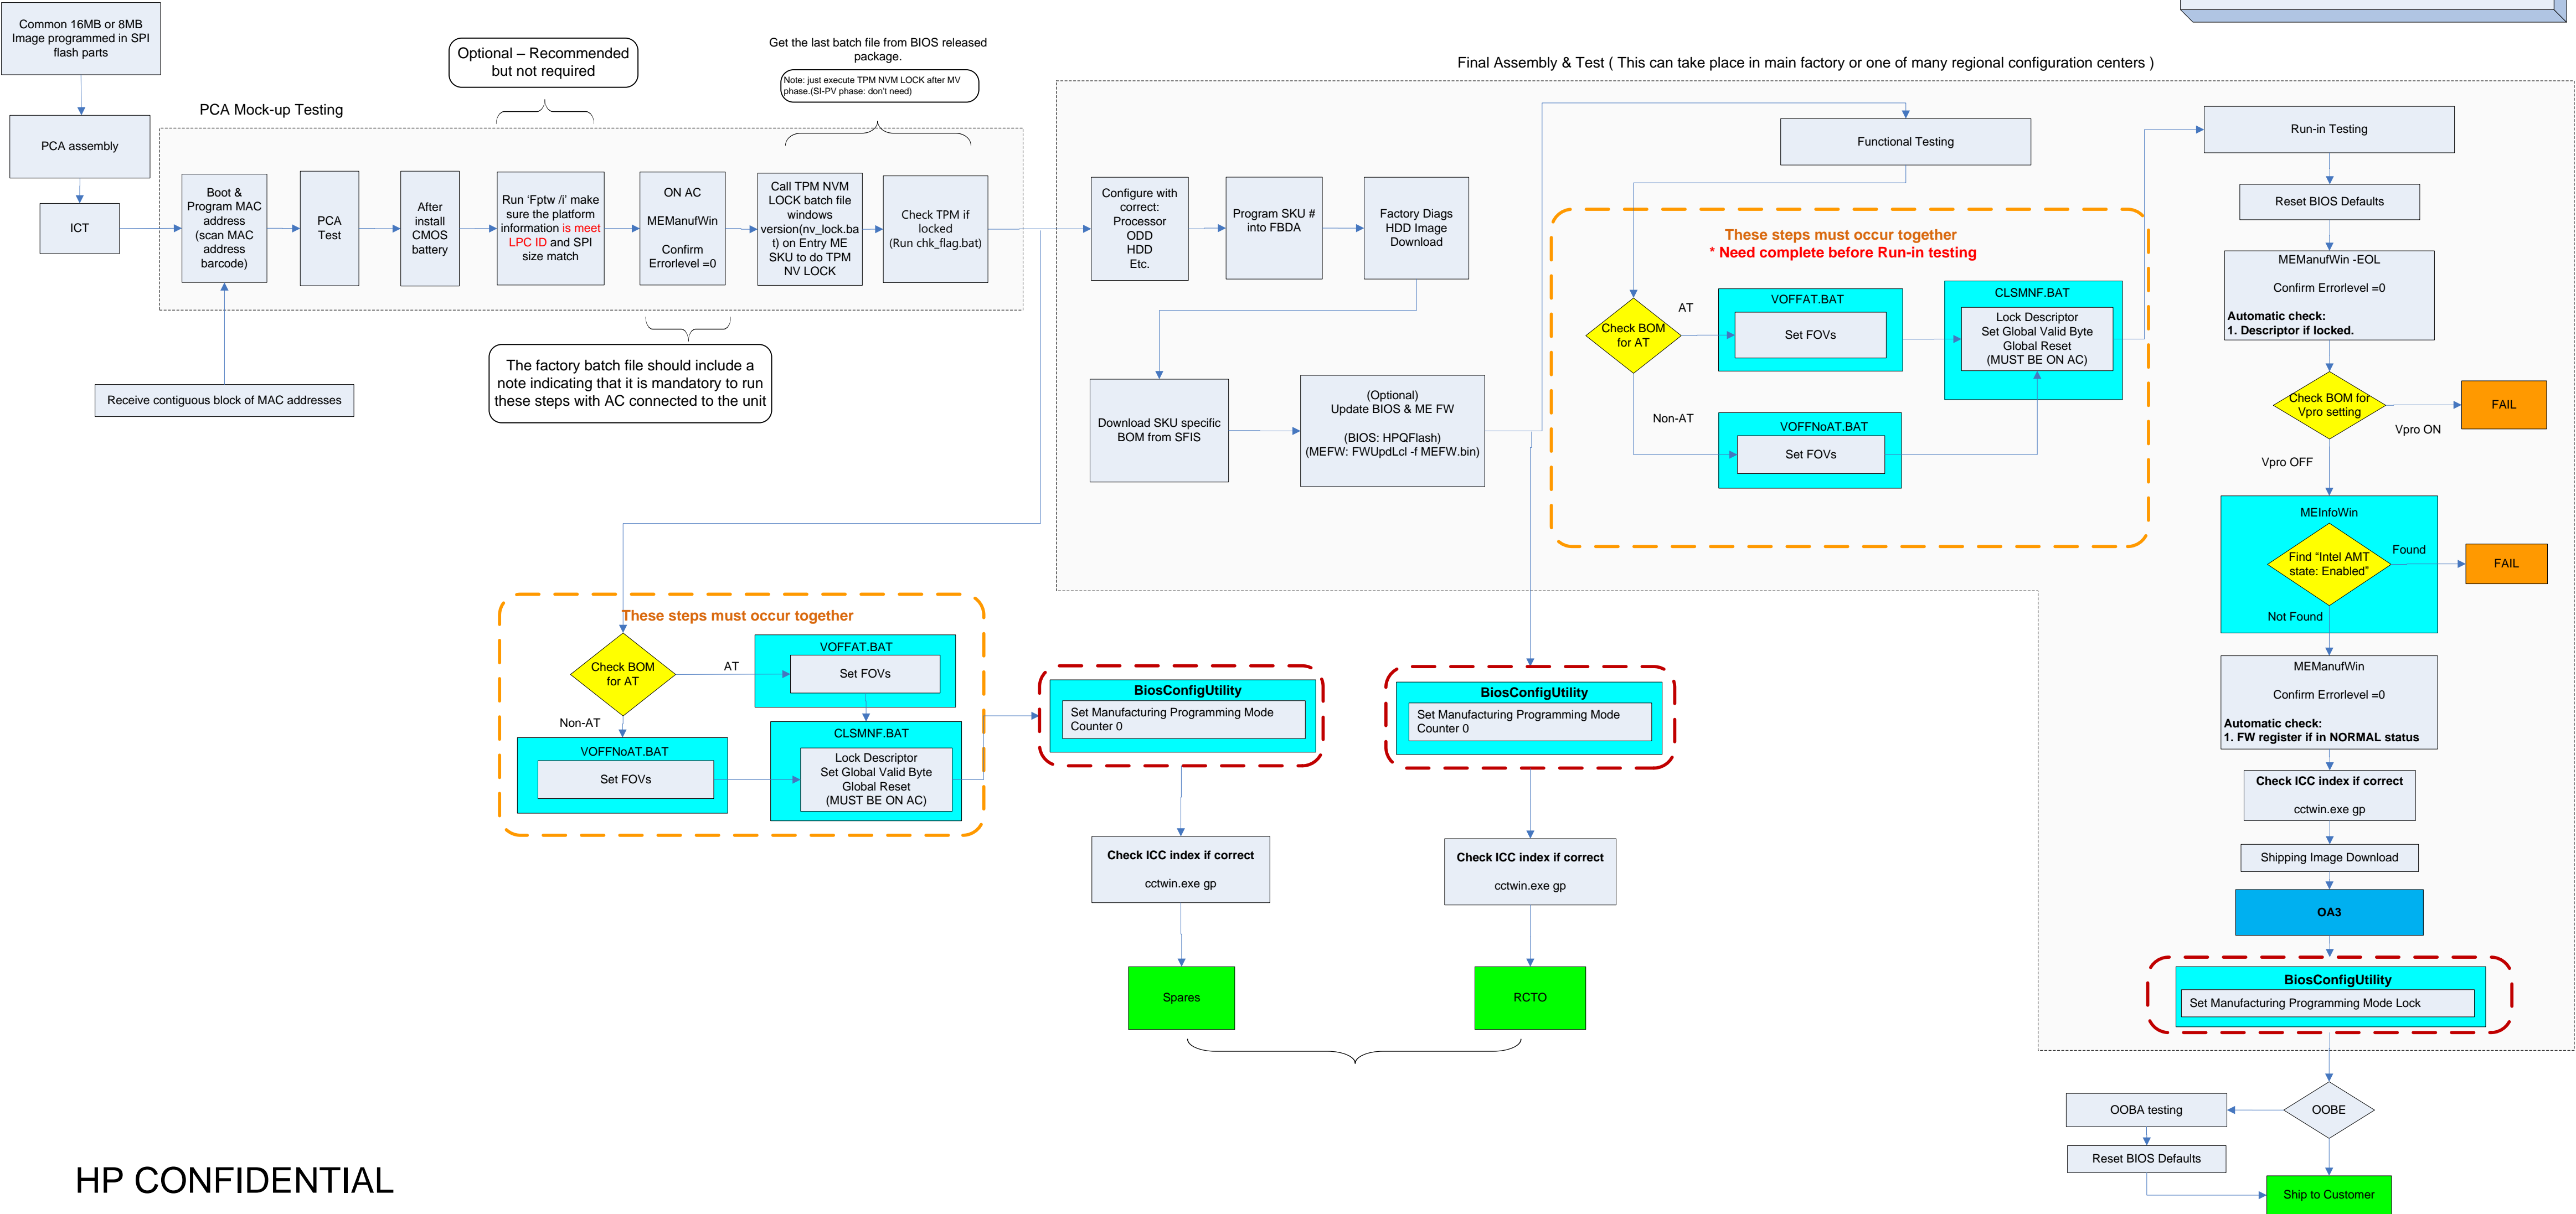 Common 16MB or 8MB
Image programmed in SPI
flash parts
PCA assembly
ICT
Receive contiguous block of MAC addresses
PCA Mock-up Testing
Boot &
Program MAC
address
(scan MAC
address
barcode)
PCA
Test
After
install
CMOS
battery
Optional – Recommended
but not required
Run ‘Fptw /i’ make
sure the platform
information is meet
LPC ID and SPI
size match
ON AC
MEManufWin
Confirm
Errorlevel =0
The factory batch file should include a
note indicating that it is mandatory to run
these steps with AC connected to the unit
Get the last batch file from BIOS released
package.
Note: just execute TPM NVM LOCK after MV
phase.(SI-PV phase: don't need)
Call TPM NVM
LOCK batch file
windows
version(nv_lock.ba
t) on Entry ME
SKU to do TPM
NV LOCK
Check TPM if
locked
(Run chk_flag.bat)
Final Assembly & Test ( This can take place in main factory or one of many regional configuration centers )
Configure with
correct:
Processor
ODD
HDD
Etc.
Program SKU #
into FBDA
Factory Diags
HDD Image
Download
Download SKU specific
BOM from SFIS
(Optional)
Update BIOS & ME FW
(BIOS: HPQFlash)
(MEFW: FWUpdLcl -f MEFW.bin)
Functional Testing
These steps must occur together
* Need complete before Run-in testing
Check BOM
for AT
AT
VOFFAT.BAT
Set FOVs
Non-AT
VOFFNoAT.BAT
Set FOVs
CLSMNF.BAT
Lock Descriptor
Set Global Valid Byte
Global Reset
(MUST BE ON AC)
Run-in Testing
Reset BIOS Defaults
MEManufWin -EOL
Confirm Errorlevel =0
Automatic check:
1. Descriptor if locked.
Check BOM for
Vpro setting
Vpro ON
FAIL
Vpro OFF
MEInfoWin
Find “Intel AMT
state: Enabled”
Found
FAIL
Not Found
MEManufWin
Confirm Errorlevel =0
Automatic check:
1. FW register if in NORMAL status
Check ICC index if correct
cctwin.exe gp
Shipping Image Download
OA3
BiosConfigUtility
Set Manufacturing Programming Mode Lock
OOBE
OOBA testing
Reset BIOS Defaults
Ship to Customer
These steps must occur together
Check BOM
for AT
AT
VOFFAT.BAT
Set FOVs
Non-AT
VOFFNoAT.BAT
Set FOVs
CLSMNF.BAT
Lock Descriptor
Set Global Valid Byte
Global Reset
(MUST BE ON AC)
BiosConfigUtility
Set Manufacturing Programming Mode
Counter 0
Check ICC index if correct
cctwin.exe gp
Spares
BiosConfigUtility
Set Manufacturing Programming Mode
Counter 0
Check ICC index if correct
cctwin.exe gp
RCTO
HP CONFIDENTIAL